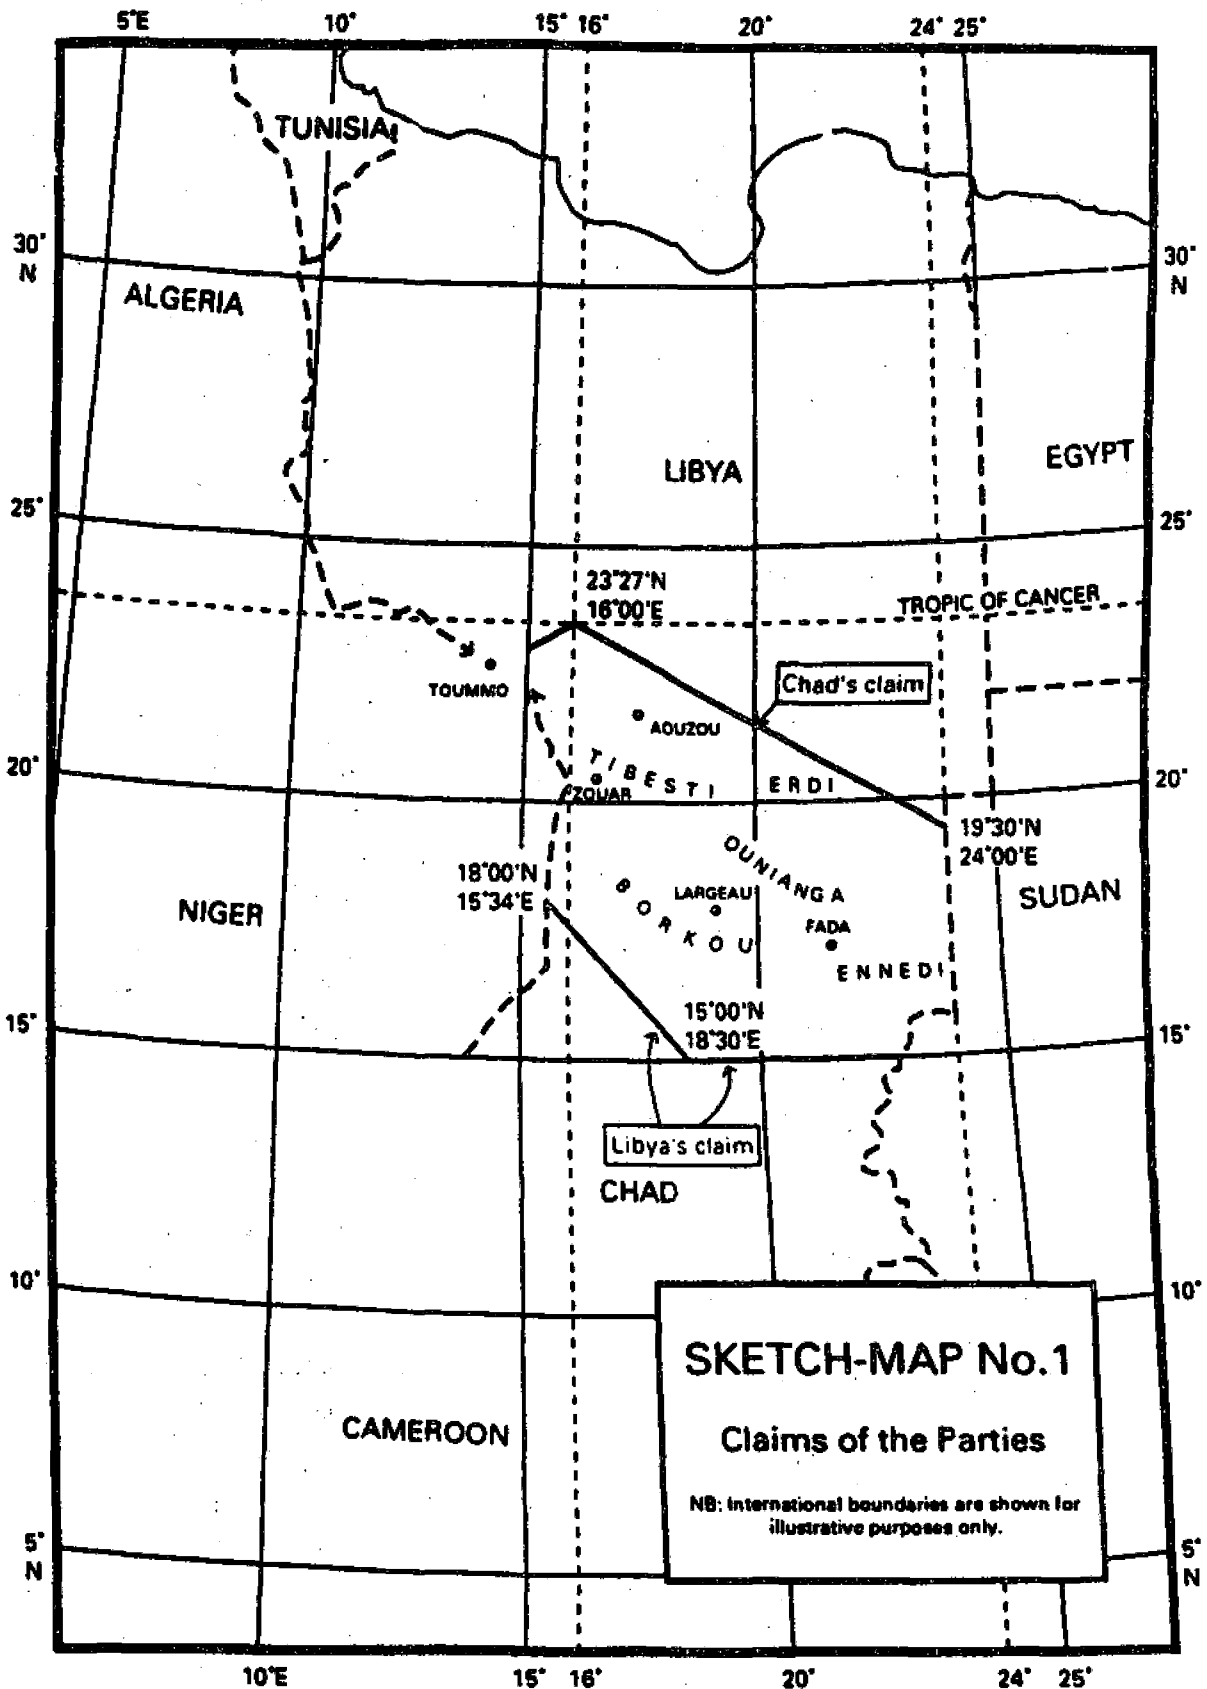 5°E 10° 15° 16° 20° 24° 25°
TUNISIA
30°
N
30°
N
ALGERIA
LIBYA
EGYPT
25°
25°
23°27'N
16°00'E
TROPIC OF CANCER
TOUMMO
Chad's claim
AOUZOU
TIBESTI
ERDI
20°
20°
ZOUAR
19°30'N
24°00'E
OUNIANGA
18°00'N
15°34'E
BORKOU
LARGEAU
FADA
ENNEDI
NIGER
SUDAN
15°
15°
15°00'N
18°30'E
Libya's claim
CHAD
10°
10°
SKETCH-MAP No.1
Claims of the Parties
NB: International boundaries are shown for
illustrative purposes only.
CAMEROON
5°
N
5°
N
10°E 15° 16° 20° 24° 25°